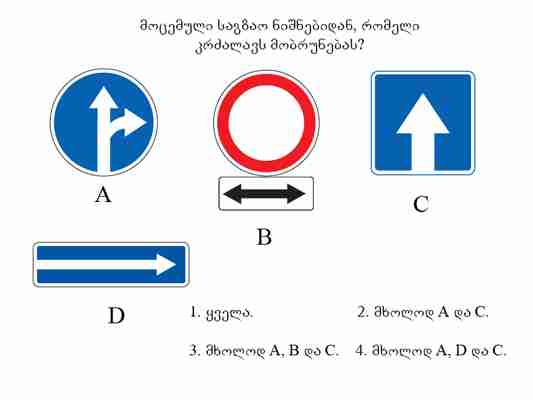 მოცემული საგზაო ნიშნებიდან, რომელი
კრძალავს მობრუნებას?
A
B
C
D
1. ყველა.
2. მხოლოდ A და C.
3. მხოლოდ A, B და C.
4. მხოლოდ A, D და C.